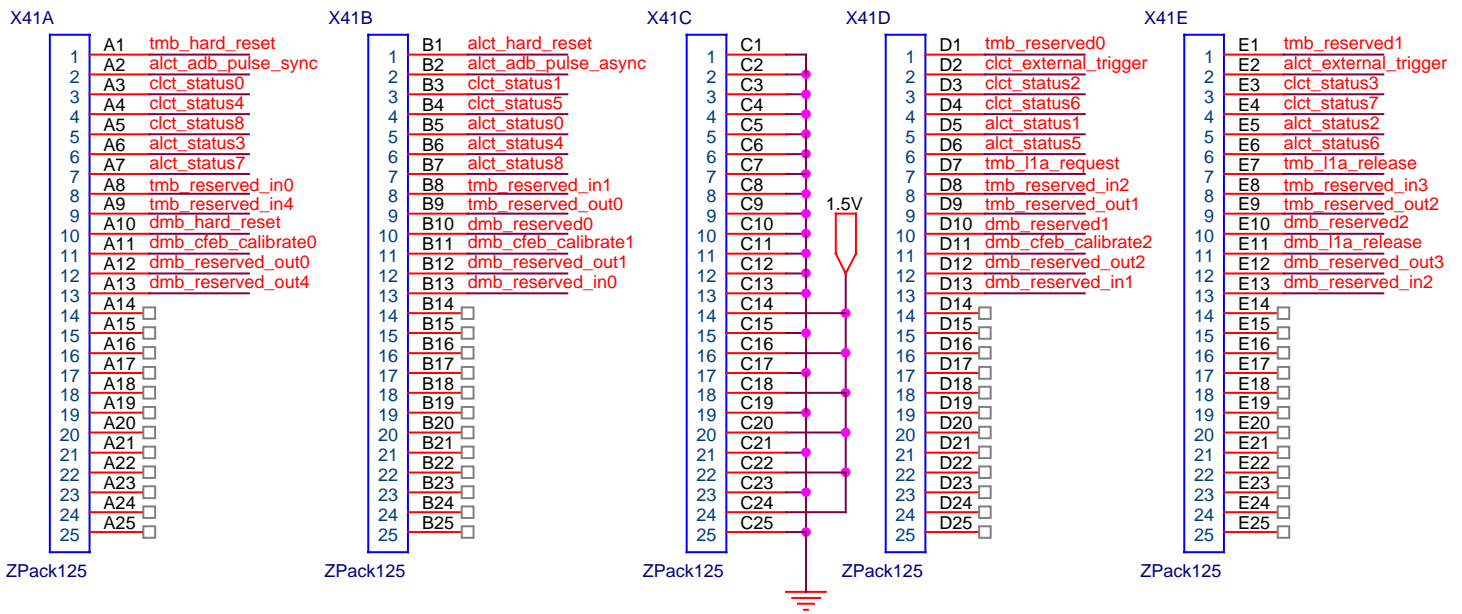 X41A X41B X41C X41D X41E
1 A1 tmb_hard_reset 1 B1 alct_hard_reset 1 C1 1 D1 tmb_reserved0 1 E1 tmb_reserved1
2 A2 alct_adb_pulse_sync 2 B2 alct_adb_pulse_async 2 C2 2 D2 clct_external_trigger 2 E2 alct_external_trigger
3 A3 clct_status0 3 B3 clct_status1 3 C3 3 D3 clct_status2 3 E3 clct_status3
4 A4 clct_status4 4 B4 clct_status5 4 C4 4 D4 clct_status6 4 E4 clct_status7
5 A5 clct_status8 5 B5 alct_status0 5 C5 5 D5 alct_status1 5 E5 alct_status2
6 A6 alct_status3 6 B6 alct_status4 6 C6 6 D6 alct_status5 6 E6 alct_status6
7 A7 alct_status7 7 B7 alct_status8 7 C7 7 D7 tmb_l1a_request 7 E7 tmb_l1a_release
8 A8 tmb_reserved_in0 8 B8 tmb_reserved_in1 8 C8 8 D8 tmb_reserved_in2 8 E8 tmb_reserved_in3
9 A9 tmb_reserved_in4 9 B9 tmb_reserved_out0 9 C9 1.5V 9 D9 tmb_reserved_out1 9 E9 tmb_reserved_out2
10 A10 dmb_hard_reset 10 B10 dmb_reserved0 10 C10 10 D10 dmb_reserved1 10 E10 dmb_reserved2
11 A11 dmb_cfeb_calibrate0 11 B11 dmb_cfeb_calibrate1 11 C11 11 D11 dmb_cfeb_calibrate2 11 E11 dmb_l1a_release
12 A12 dmb_reserved_out0 12 B12 dmb_reserved_out1 12 C12 12 D12 dmb_reserved_out2 12 E12 dmb_reserved_out3
13 A13 dmb_reserved_out4 13 B13 dmb_reserved_in0 13 C13 13 D13 dmb_reserved_in1 13 E13 dmb_reserved_in2
14 A14 14 B14 14 C14 14 D14 14 E14
15 A15 15 B15 15 C15 15 D15 15 E15
16 A16 16 B16 16 C16 16 D16 16 E16
17 A17 17 B17 17 C17 17 D17 17 E17
18 A18 18 B18 18 C18 18 D18 18 E18
19 A19 19 B19 19 C19 19 D19 19 E19
20 A20 20 B20 20 C20 20 D20 20 E20
21 A21 21 B21 21 C21 21 D21 21 E21
22 A22 22 B22 22 C22 22 D22 22 E22
23 A23 23 B23 23 C23 23 D23 23 E23
24 A24 24 B24 24 C24 24 D24 24 E24
25 A25 25 B25 25 C25 25 D25 25 E25
ZPack125 ZPack125 ZPack125 ZPack125 ZPack125